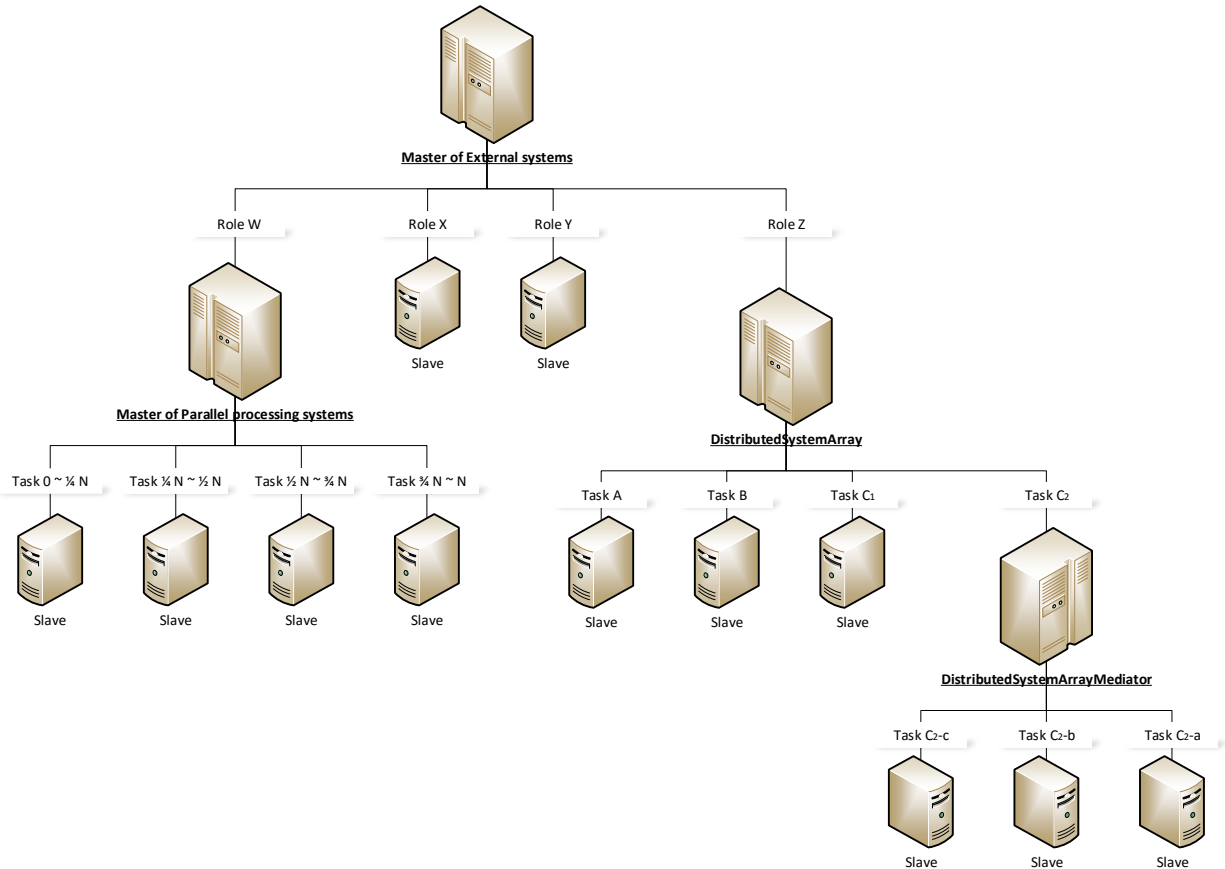 Master of External systems
Role W
Role X
Role Y
Role Z
Slave
Slave
Master of Parallel processing systems
DistributedSystemArray
Task 0 ~ ¼ N
Task ¼ N ~ ½ N
Task ½ N ~ ¾ N
Task ¾ N ~ N
Task A
Task B
Task C₁
Task C₂
Slave
Slave
Slave
Slave
Slave
Slave
Slave
DistributedSystemArrayMediator
Task C₂-c
Task C₂-b
Task C₂-a
Slave
Slave
Slave